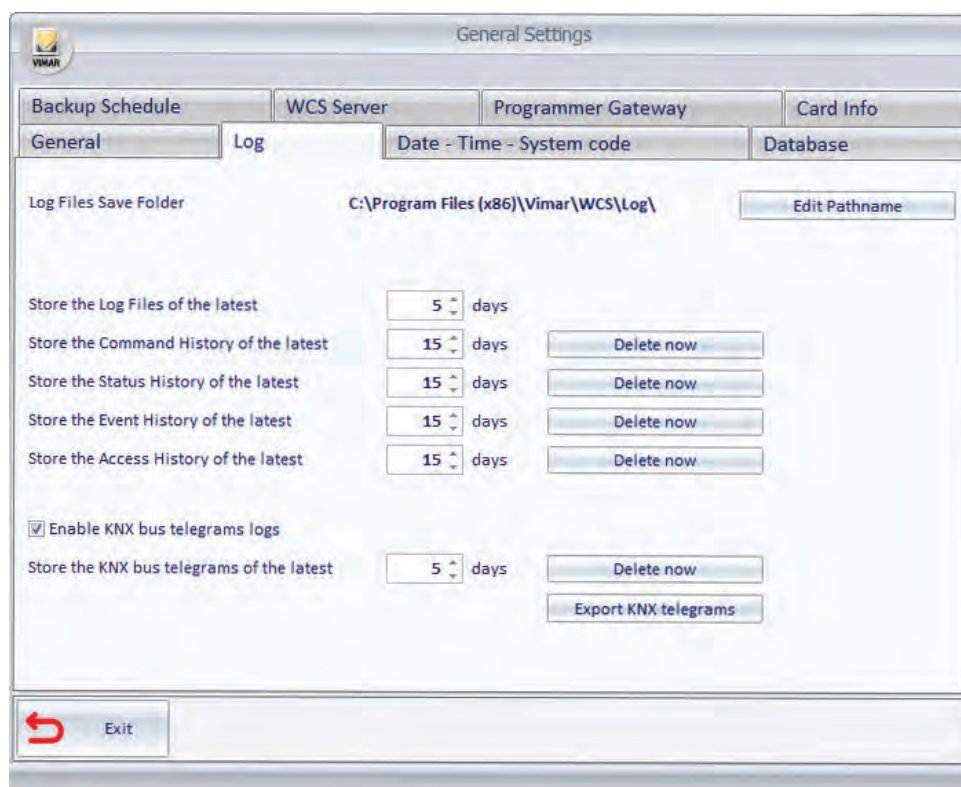 General Settings
VIMAR
Backup Schedule WCS Server Programmer Gateway Card Info
General Log Date - Time - System code Database
Log Files Save Folder C:\Program Files (x86)\Vimar\WCS\Log\ Edit Pathname
Store the Log Files of the latest 5 days
Store the Command History of the latest 15 days Delete now
Store the Status History of the latest 15 days Delete now
Store the Event History of the latest 15 days Delete now
Store the Access History of the latest 15 days Delete now
Enable KNX bus telegrams logs
Store the KNX bus telegrams of the latest 5 days Delete now
Export KNX telegrams
Exit